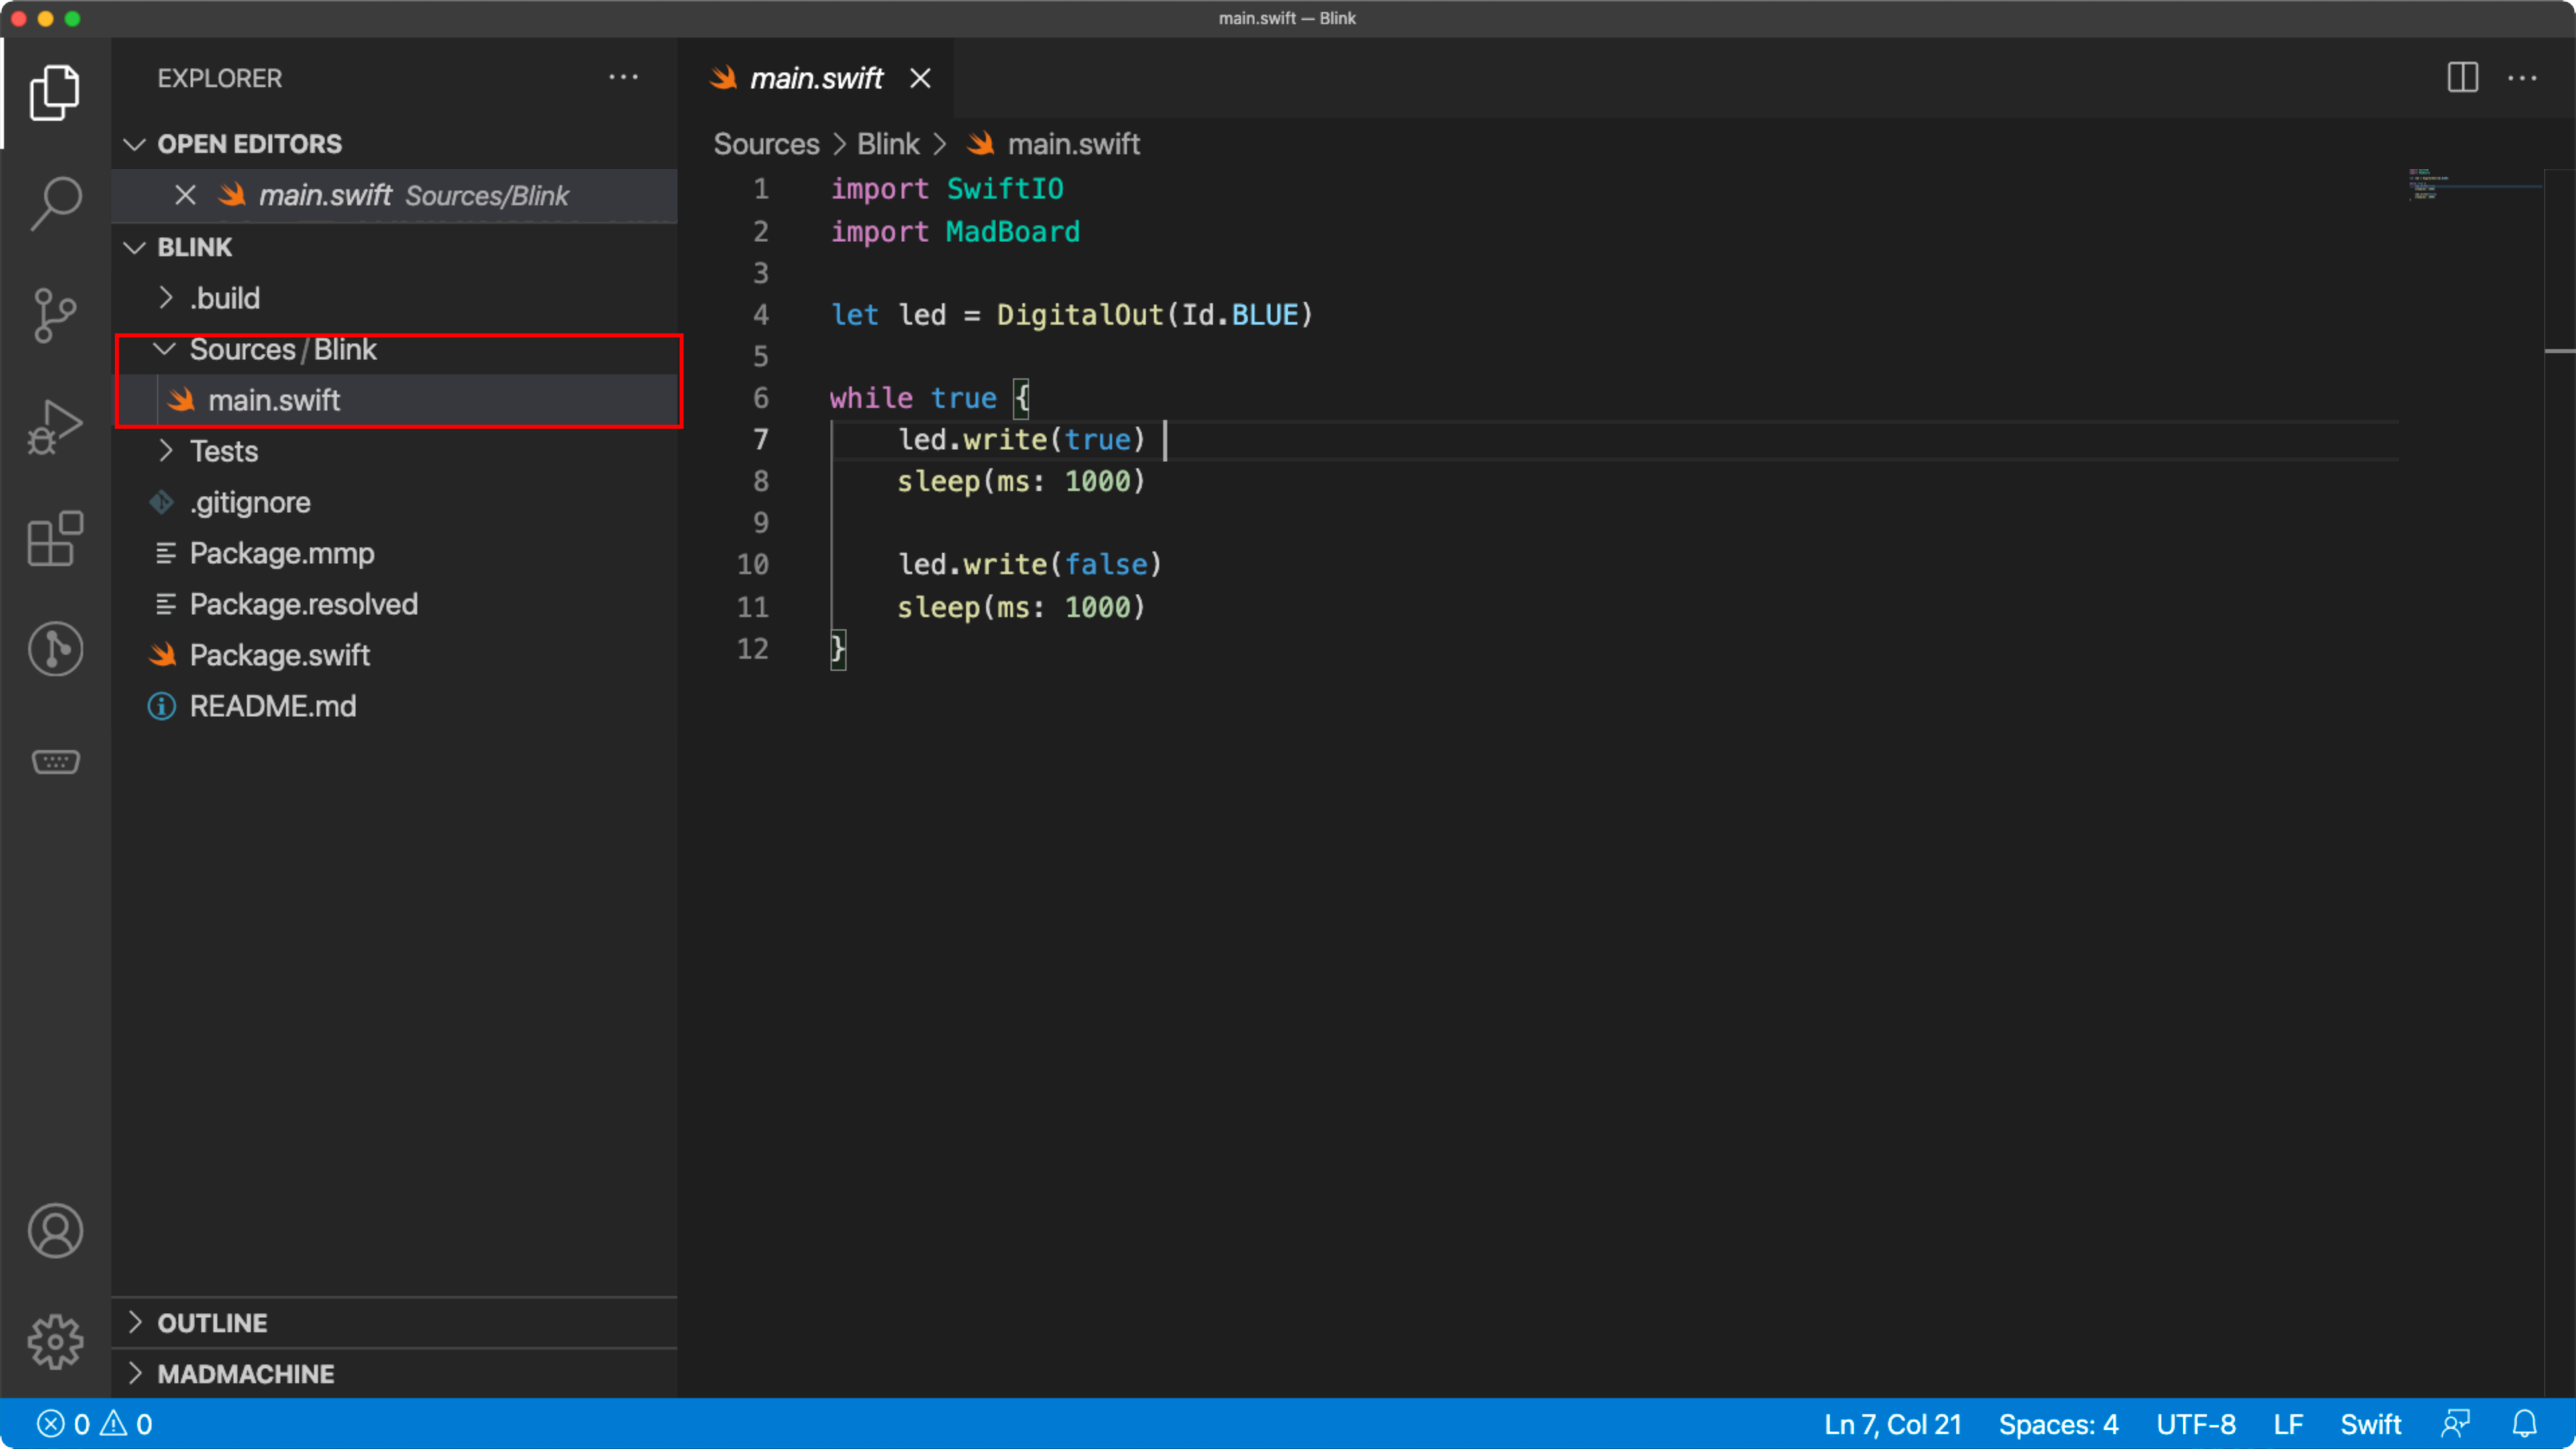 main.swift — Blink
EXPLORER
OPEN EDITORS
main.swift Sources/Blink
BLINK
.build
Sources/Blink
main.swift
Tests
.gitignore
Package.mmp
Package.resolved
Package.swift
README.md
OUTLINE
MADMACHINE
main.swift
Sources > Blink > main.swift
1 import SwiftIO
2 import MadBoard
3
4 let led = DigitalOut(Id.BLUE)
5
6 while true {
7     led.write(true)
8     sleep(ms: 1000)
9
10     led.write(false)
11     sleep(ms: 1000)
12 }
0 0
Ln 7, Col 21 Spaces: 4 UTF-8 LF Swift